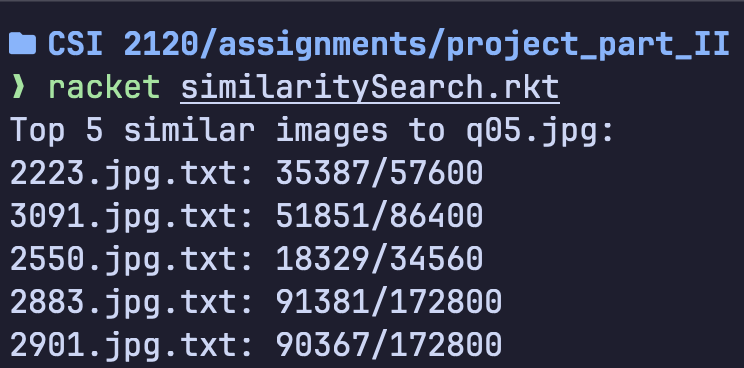 CSI 2120/assignments/project_part_II
❯ racket similaritySearch.rkt
Top 5 similar images to q05.jpg:
2223.jpg.txt: 35387/57600
3091.jpg.txt: 51851/86400
2550.jpg.txt: 18329/34560
2883.jpg.txt: 91381/172800
2901.jpg.txt: 90367/172800